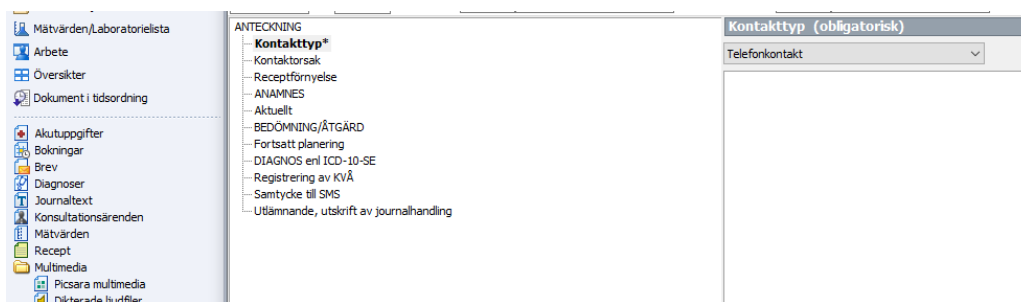 Mätvärden/Laboratorielista
Arbete
Översikter
Dokument i tidsordning
Akutuppgifter
Bokningar
Brev
Diagnoser
Journaltext
Konsultationsärenden
Mätvärden
Recept
Multimedia
Picsara multimedia
Dikterade ljudfiler
ANTECKNING
Kontakttyp*
Kontaktorsak
Receptförnyelse
ANAMNES
Aktuellt
BEDÖMNING/ÅTGÄRD
Fortsatt planering
DIAGNOS enl ICD-10-SE
Registrering av KVÅ
Samtycke till SMS
Utlämnande, utskrift av journalhandling
Kontakttyp (obligatorisk)
Telefonkontakt